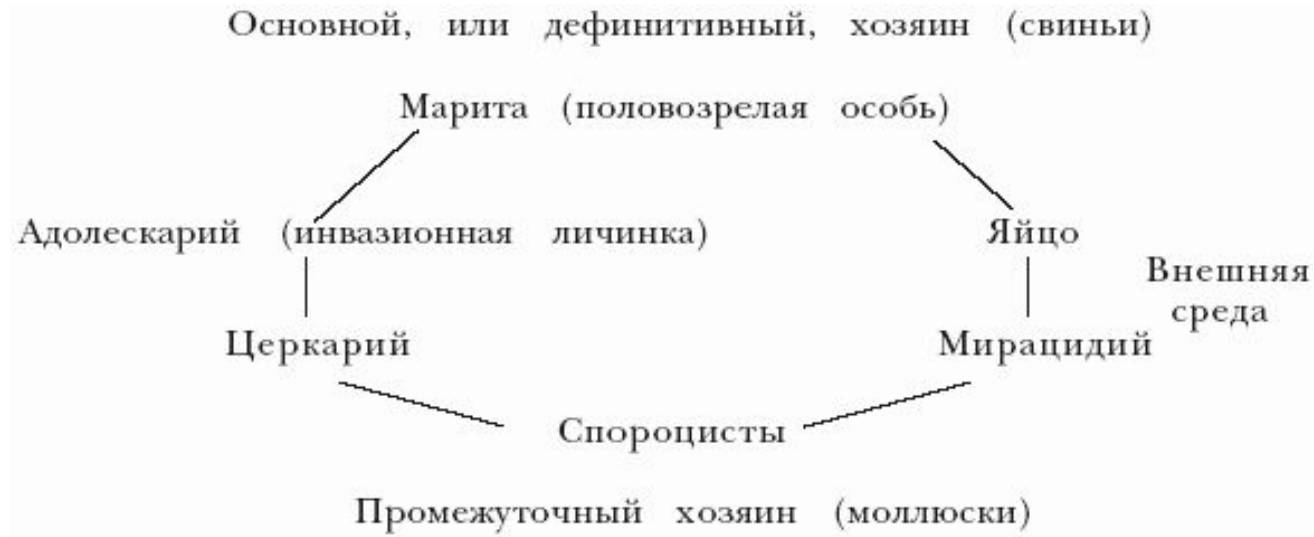 Основной, или дефинитивный, хозяин (свиньи)
Марита (половозрелая особь)
Адолескарий (инвазионная личинка)
Яйцо
Внешняя
среда
Церкарий
Мирацидий
Спороцисты
Промежуточный хозяин (моллюски)